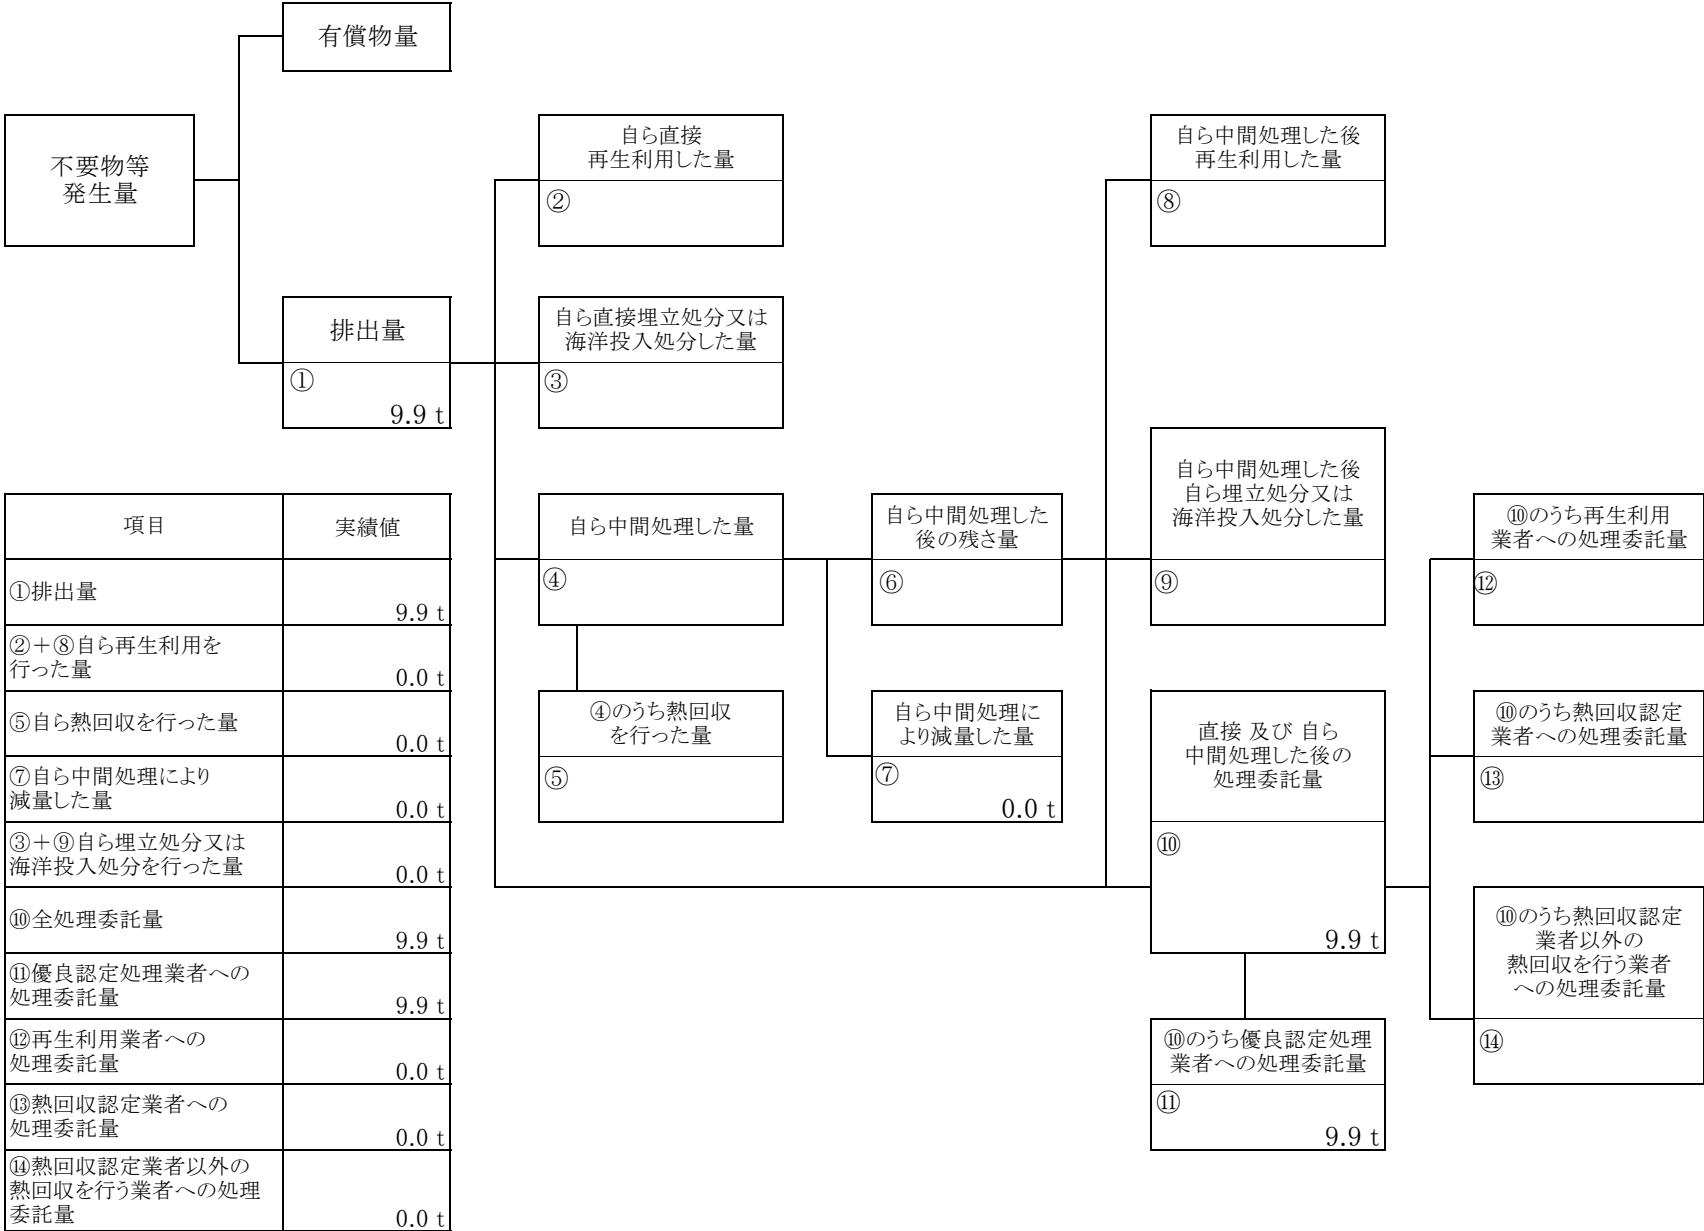 有償物量
不要物等
発生量
自ら直接
再生利用した量
②
自ら中間処理した後
再生利用した量
⑧
排出量
①
9.9 t
自ら直接埋立処分又は
海洋投入処分した量
③
自ら中間処理した量
④
自ら中間処理した
後の残さ量
⑥
自ら中間処理した後
自ら埋立処分又は
海洋投入処分した量
⑨
⑩のうち再生利用
業者への処理委託量
⑫
④のうち熱回収
を行った量
⑤
自ら中間処理に
より減量した量
⑦
0.0 t
直接 及び 自ら
中間処理した後の
処理委託量
⑩
9.9 t
⑩のうち熱回収認定
業者への処理委託量
⑬
⑩のうち熱回収認定
業者以外の
熱回収を行う業者
への処理委託量
⑭
⑩のうち優良認定処理
業者への処理委託量
⑪
9.9 t
項目
実績値
①排出量
9.9 t
②＋⑧自ら再生利用を
行った量
0.0 t
⑤自ら熱回収を行った量
0.0 t
⑦自ら中間処理により
減量した量
0.0 t
③＋⑨自ら埋立処分又は
海洋投入処分を行った量
0.0 t
⑩全処理委託量
9.9 t
⑪優良認定処理業者への
処理委託量
9.9 t
⑫再生利用業者への
処理委託量
0.0 t
⑬熱回収認定業者への
処理委託量
0.0 t
⑭熱回収認定業者以外の
熱回収を行う業者への処理
委託量
0.0 t